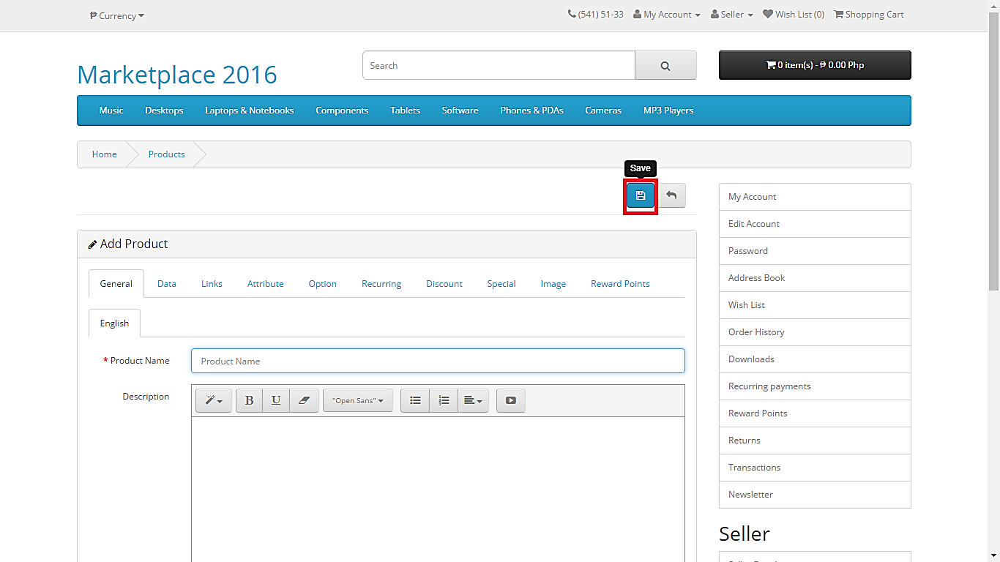 ₱ Currency
(541) 51-33 My Account Seller Wish List (0) Shopping Cart
Marketplace 2016
Search
0 item(s) - ₱ 0.00 Php
Music Desktops Laptops & Notebooks Components Tablets Software Phones & PDAs Cameras MP3 Players
Home Products
Save
Add Product
General Data Links Attribute Option Recurring Discount Special Image Reward Points
English
* Product Name Product Name
Description
B U "Open Sans"
My Account
Edit Account
Password
Address Book
Wish List
Order History
Downloads
Recurring payments
Reward Points
Returns
Transactions
Newsletter
Seller